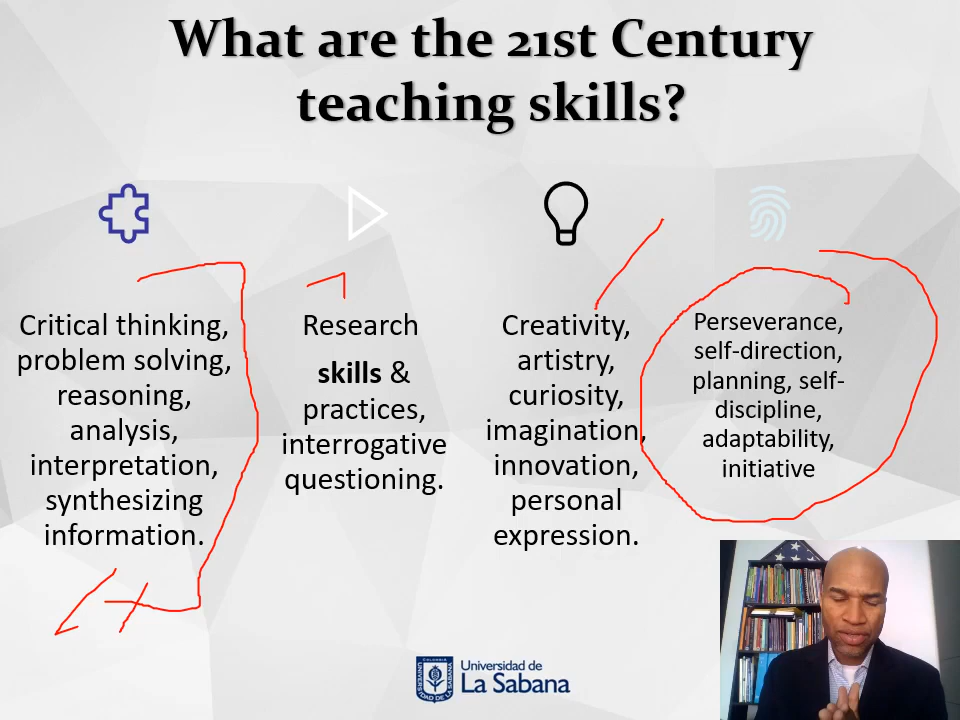 What are the 21st Century
teaching skills?
Critical thinking,
problem solving,
reasoning,
analysis,
interpretation,
synthesizing
information.
Research
skills &
practices,
interrogative
questioning.
Creativity,
artistry,
curiosity,
imagination,
innovation,
personal
expression.
Perseverance,
self-direction,
planning, self-
discipline,
adaptability,
initiative
Universidad de
La Sabana